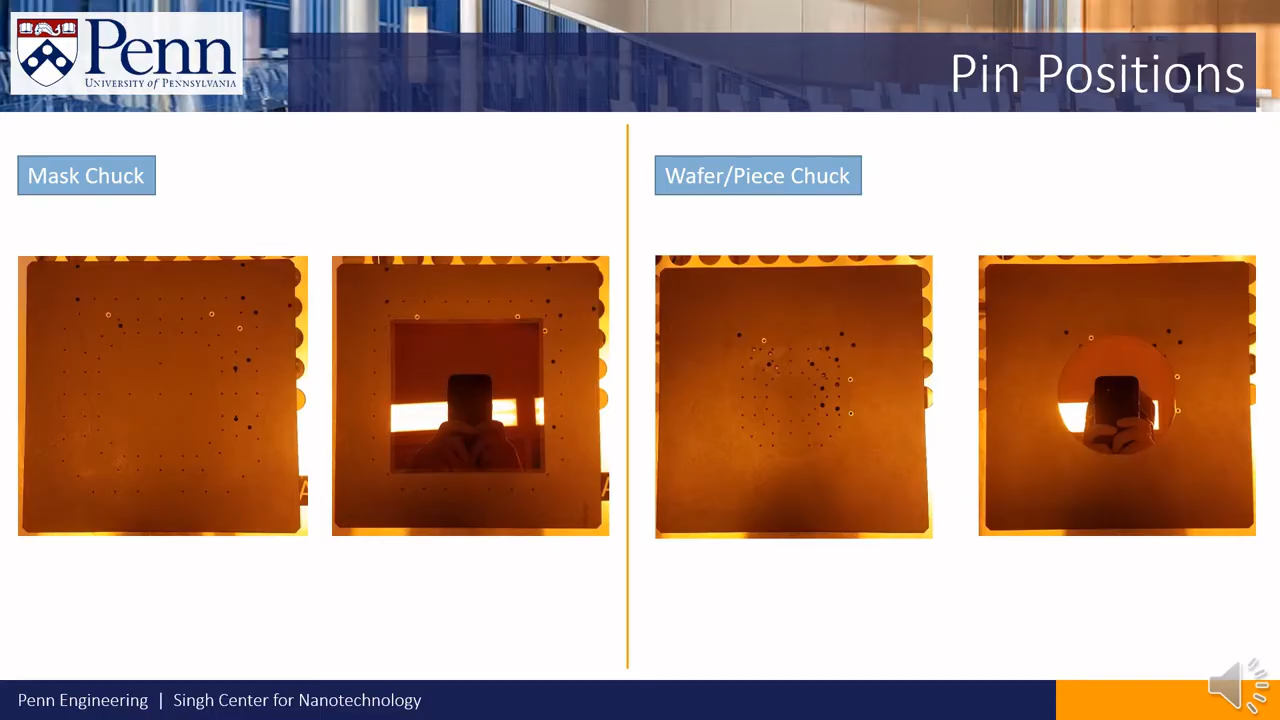 Penn
UNIVERSITY of PENNSYLVANIA
Pin Positions
Mask Chuck
Wafer/Piece Chuck
Penn Engineering | Singh Center for Nanotechnology